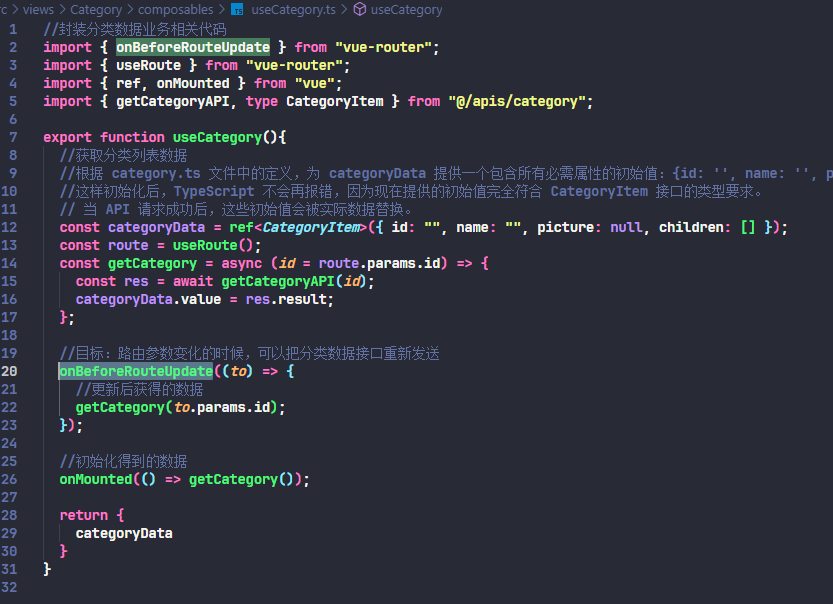 rc > views > Category > composables > TS useCategory.ts > useCategory
1 //封装分类数据业务相关代码
2 import { onBeforeRouteUpdate } from "vue-router";
3 import { useRoute } from "vue-router";
4 import { ref, onMounted } from "vue";
5 import { getCategoryAPI, type CategoryItem } from "@/apis/category";
6
7 export function useCategory(){
8 //获取分类列表数据
9 //根据 category.ts 文件中的定义，为 categoryData 提供一个包含所有必需属性的初始值：{id: '', name: '', p
10 //这样初始化后，TypeScript 不会再报错，因为现在提供的初始值完全符合 CategoryItem 接口的类型要求。
11 // 当 API 请求成功后，这些初始值会被实际数据替换。
12 const categoryData = ref<CategoryItem>({ id: "", name: "", picture: null, children: [] });
13 const route = useRoute();
14 const getCategory = async (id = route.params.id) => {
15 const res = await getCategoryAPI(id);
16 categoryData.value = res.result;
17 };
18
19 //目标：路由参数变化的时候，可以把分类数据接口重新发送
20 onBeforeRouteUpdate((to) => {
21 //更新后获得的数据
22 getCategory(to.params.id);
23 });
24
25 //初始化得到的数据
26 onMounted(() => getCategory());
27
28 return {
29 categoryData
30 }
31 }
32